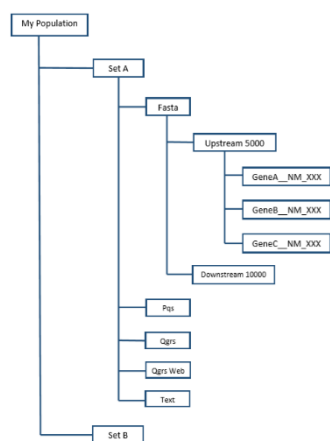 My Population
Set A
Fasta
Upstream 5000
GeneA__NM_XXX
GeneB__NM_XXX
GeneC__NM_XXX
Downstream 10000
Pqs
Qgrs
Qgrs Web
Text
Set B